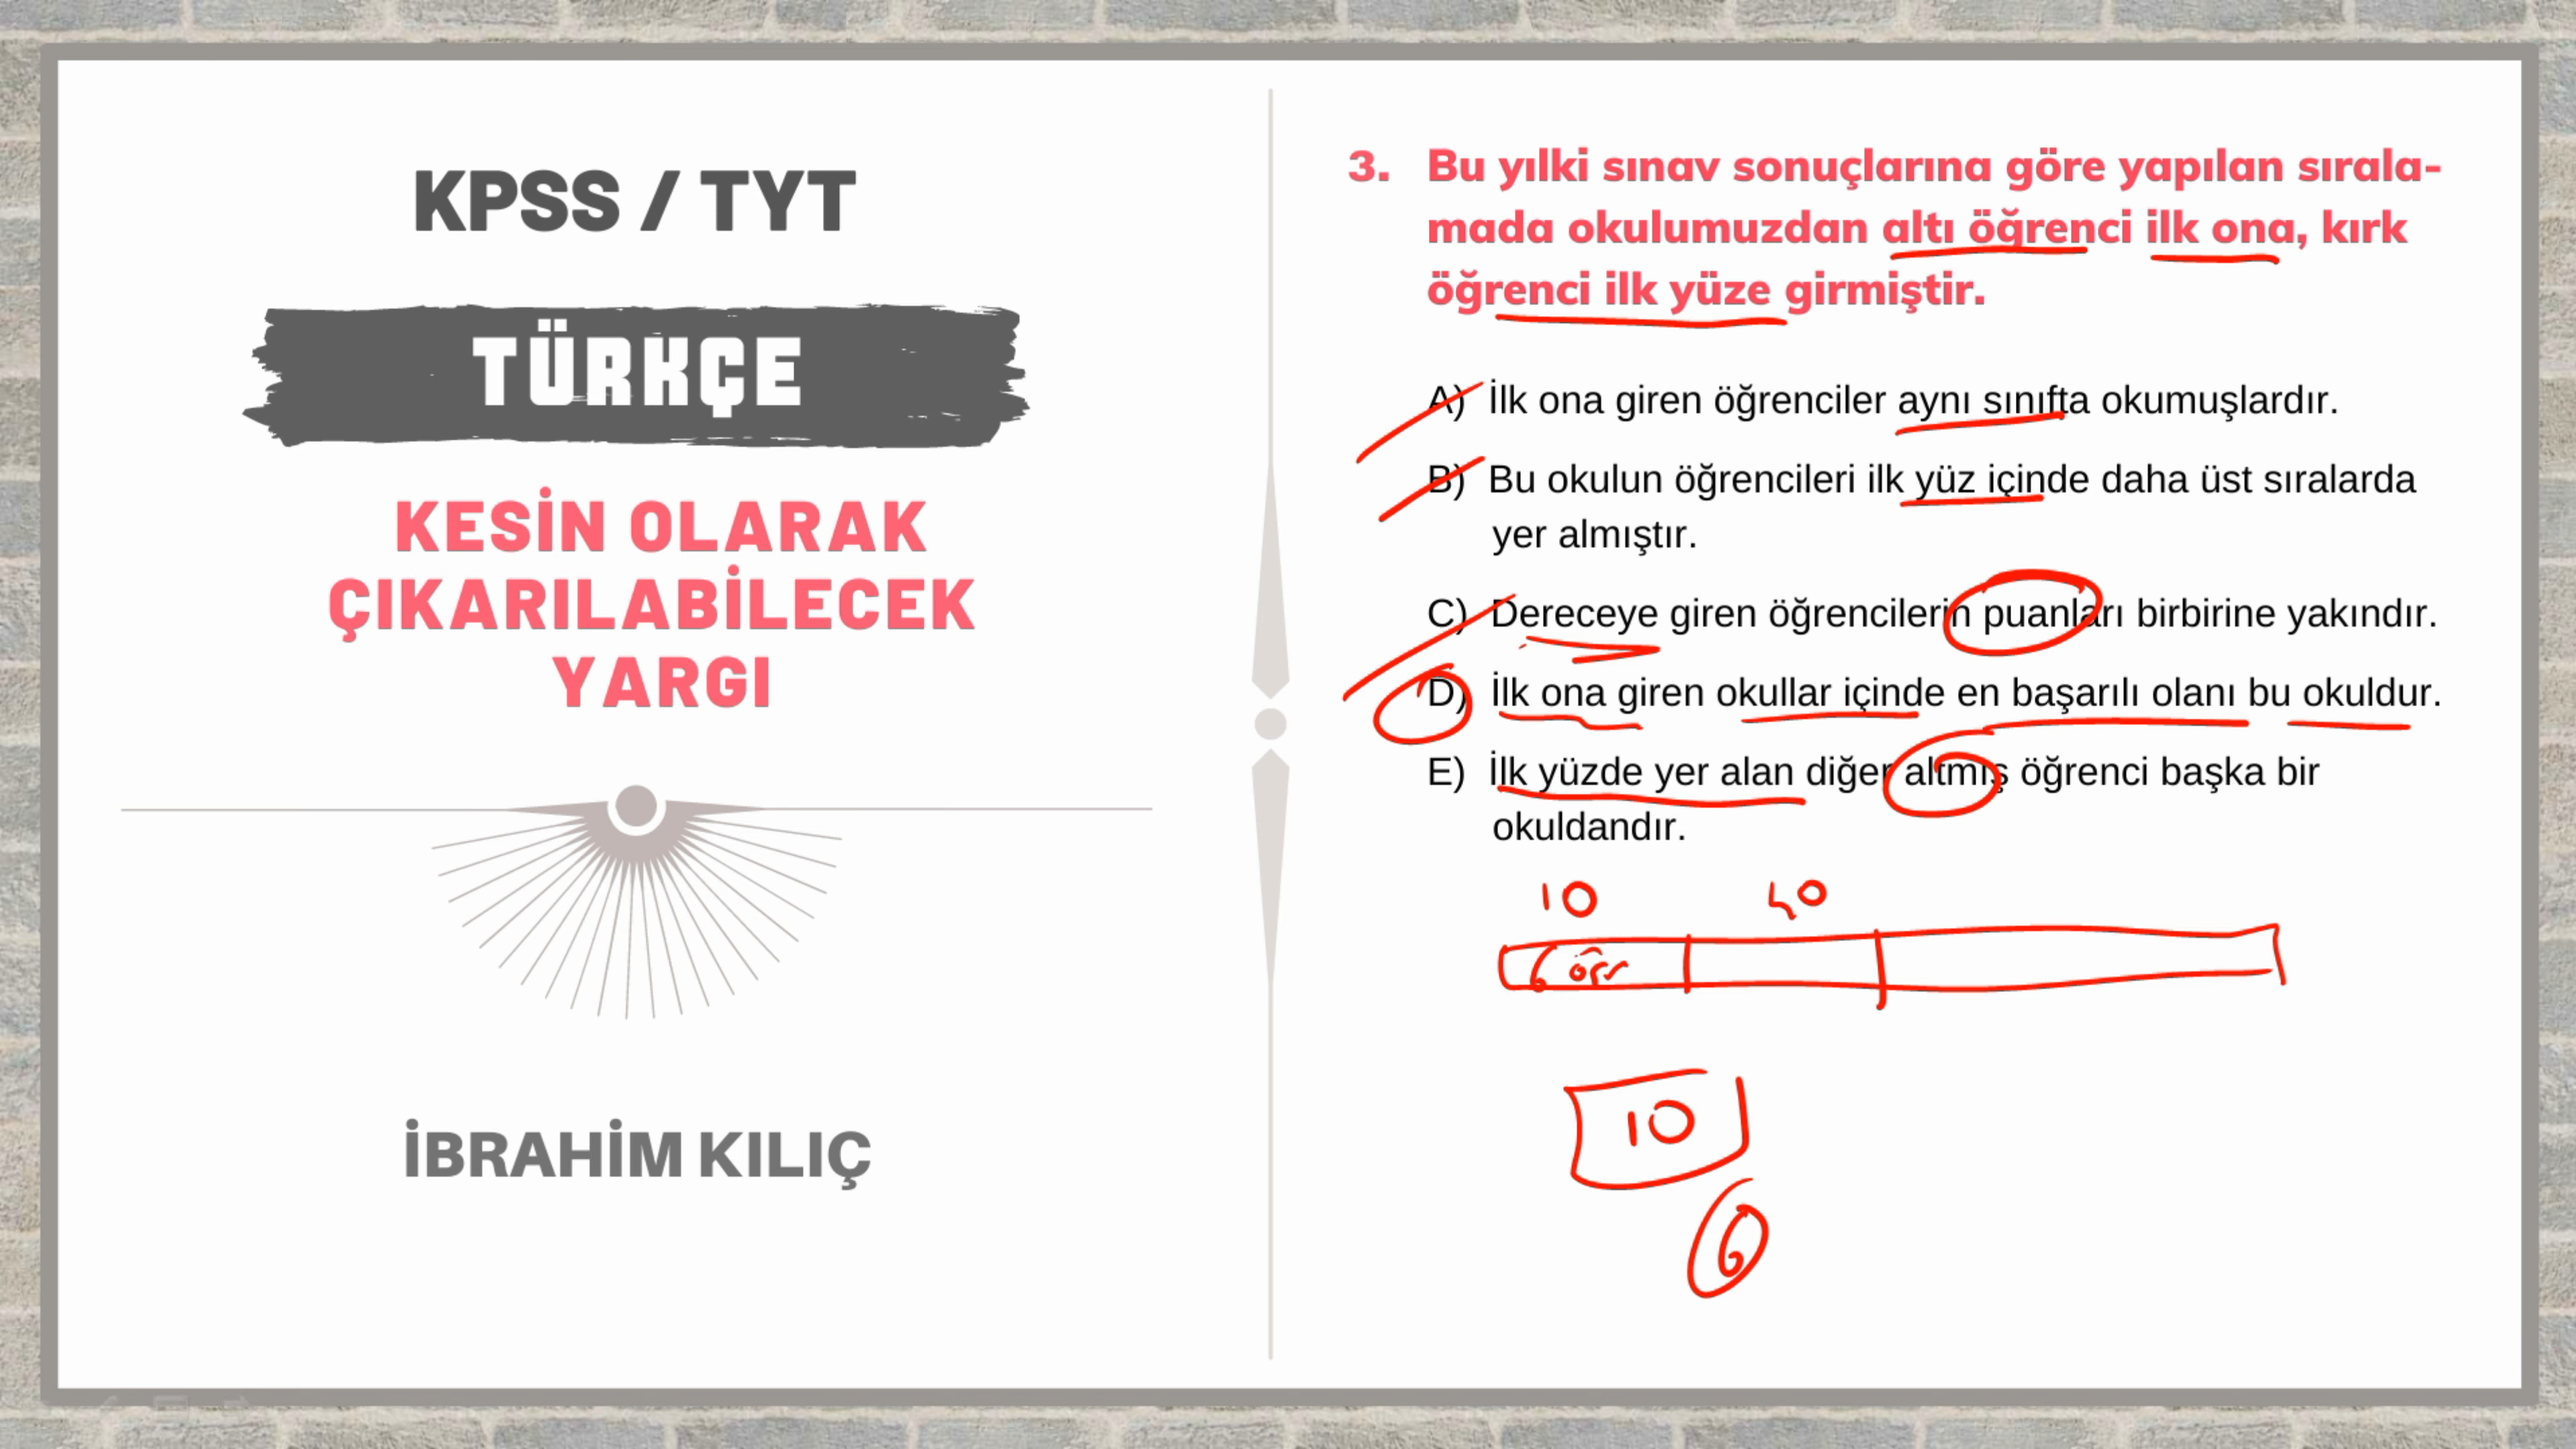 KPSS / TYT
TÜRKÇE
KESİN OLARAK
ÇIKARILABİLECEK
YARGI
İBRAHİM KILIÇ
3. Bu yılki sınav sonuçlarına göre yapılan sırala-
mada okulumuzdan altı öğrenci ilk ona, kırk
öğrenci ilk yüze girmiştir.
A) İlk ona giren öğrenciler aynı sınıfta okumuşlardır.
B) Bu okulun öğrencileri ilk yüz içinde daha üst sıralarda
yer almıştır.
C) Dereceye giren öğrencilerin puanları birbirine yakındır.
D) İlk ona giren okullar içinde en başarılı olanı bu okuldur.
E) İlk yüzde yer alan diğer altmış öğrenci başka bir
okuldandır.
10 40
6 öğr
10
6